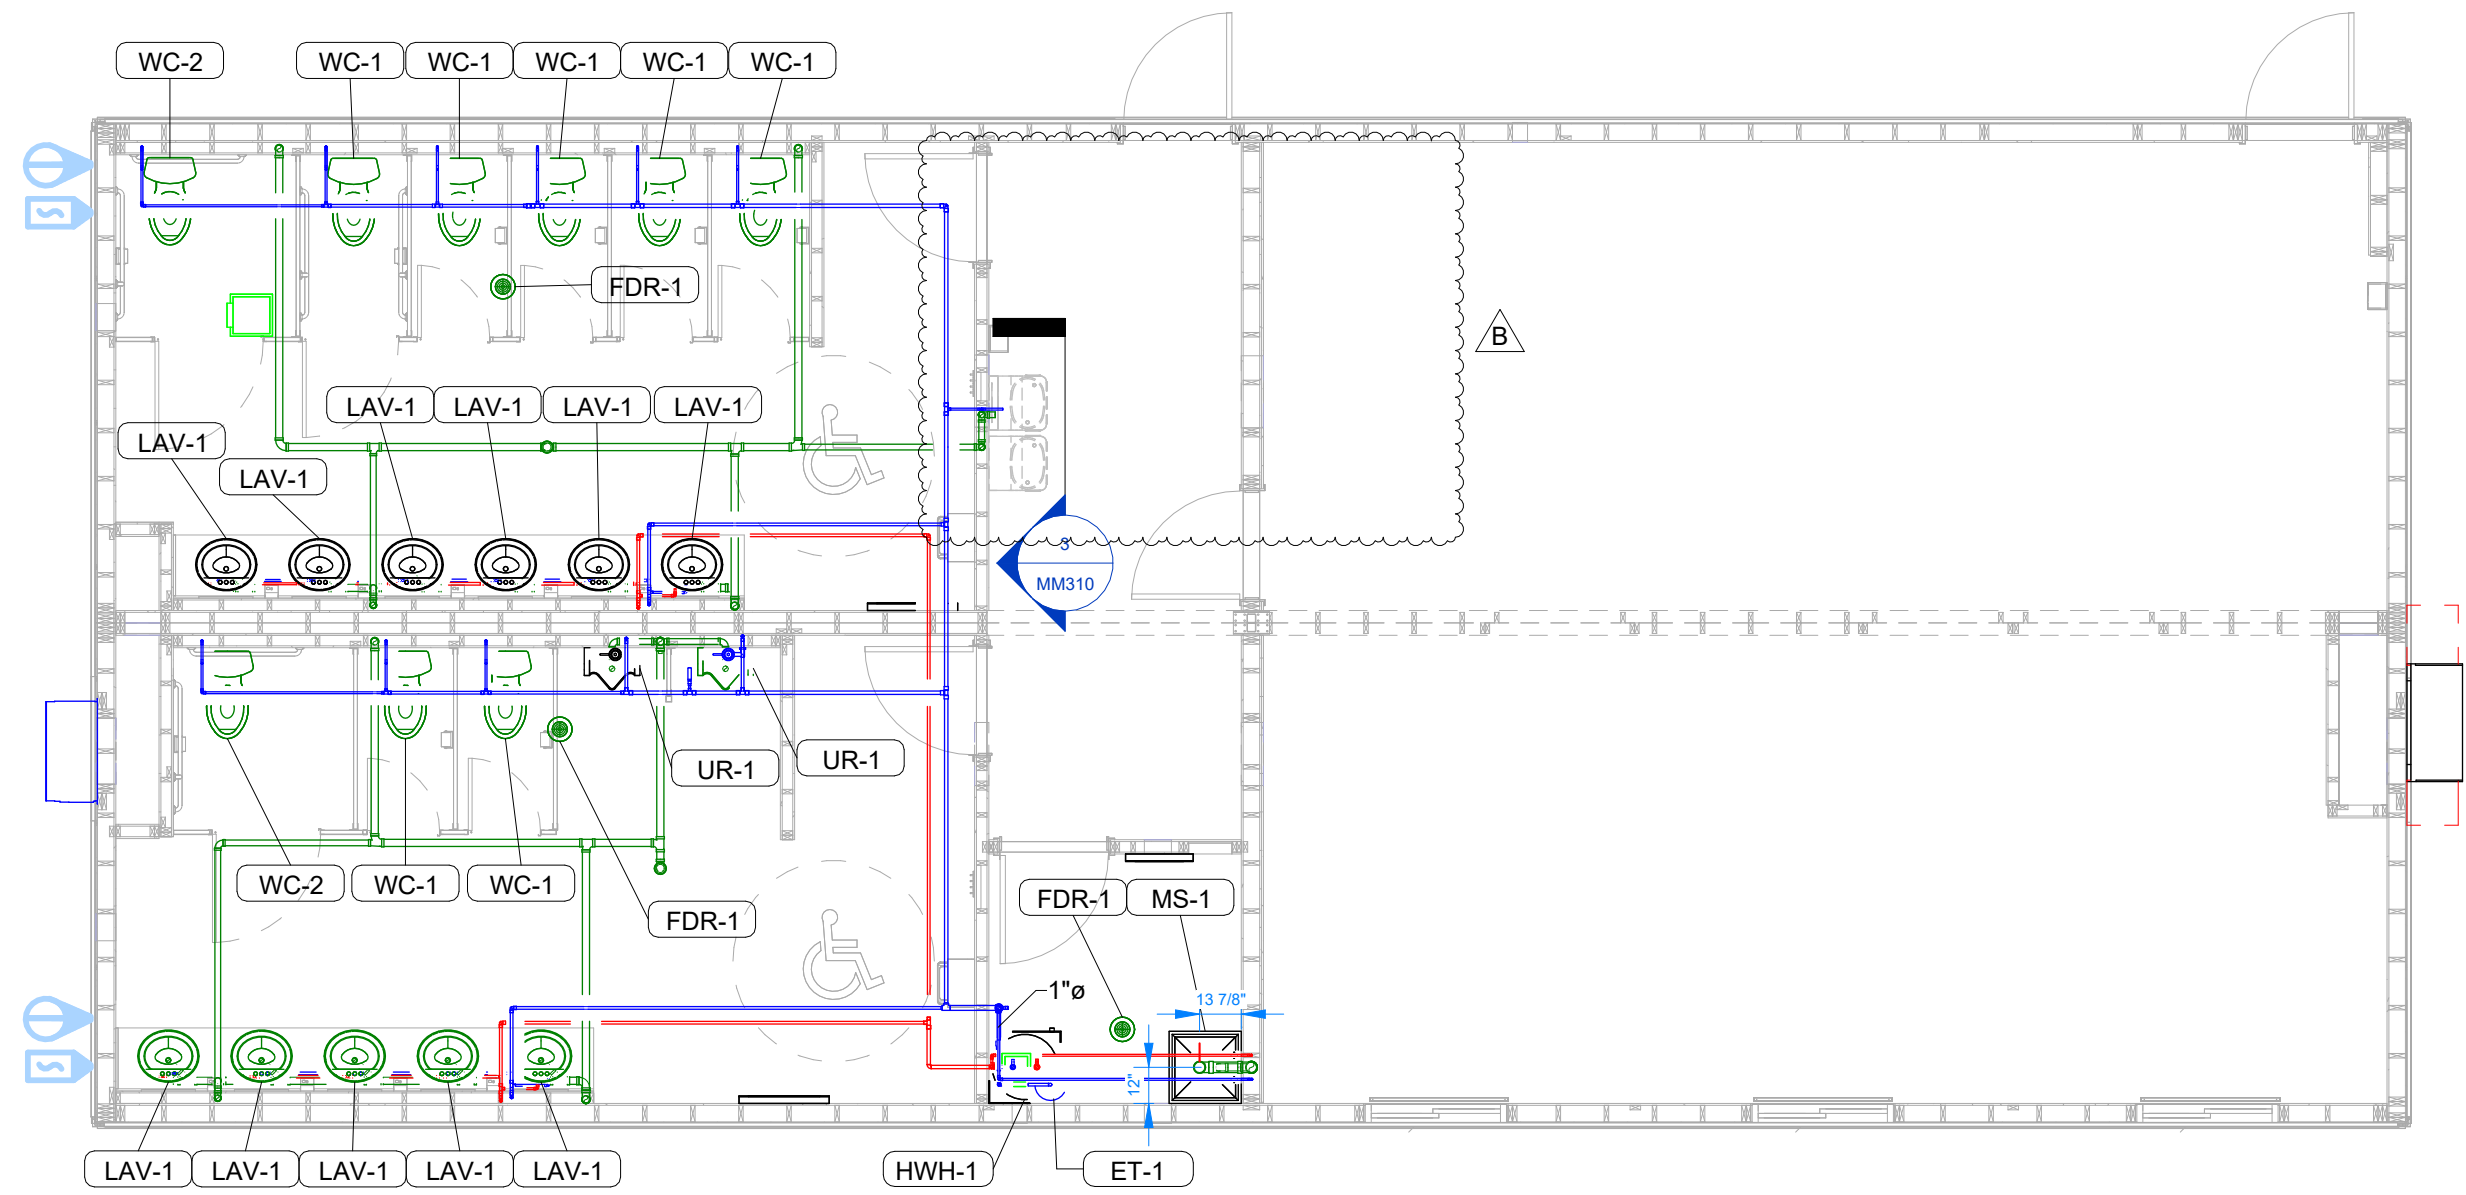 WC-2 WC-1 WC-1 WC-1 WC-1 WC-1
FDR-1
B
LAV-1 LAV-1 LAV-1 LAV-1
LAV-1
LAV-1
3
MM310
UR-1 UR-1
WC-2 WC-1 WC-1
FDR-1
FDR-1 MS-1
1"ø
13 7/8"
12"
LAV-1 LAV-1 LAV-1 LAV-1 LAV-1
HWH-1 ET-1